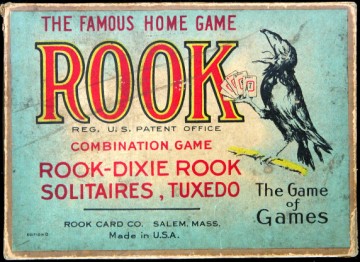 THE FAMOUS HOME GAME
ROOK
REG. U.S. PATENT OFFICE
COMBINATION GAME
ROOK-DIXIE ROOK
SOLITAIRES, TUXEDO
The Game
of
Games
ROOK CARD CO. SALEM, MASS.
Made in U.S.A.